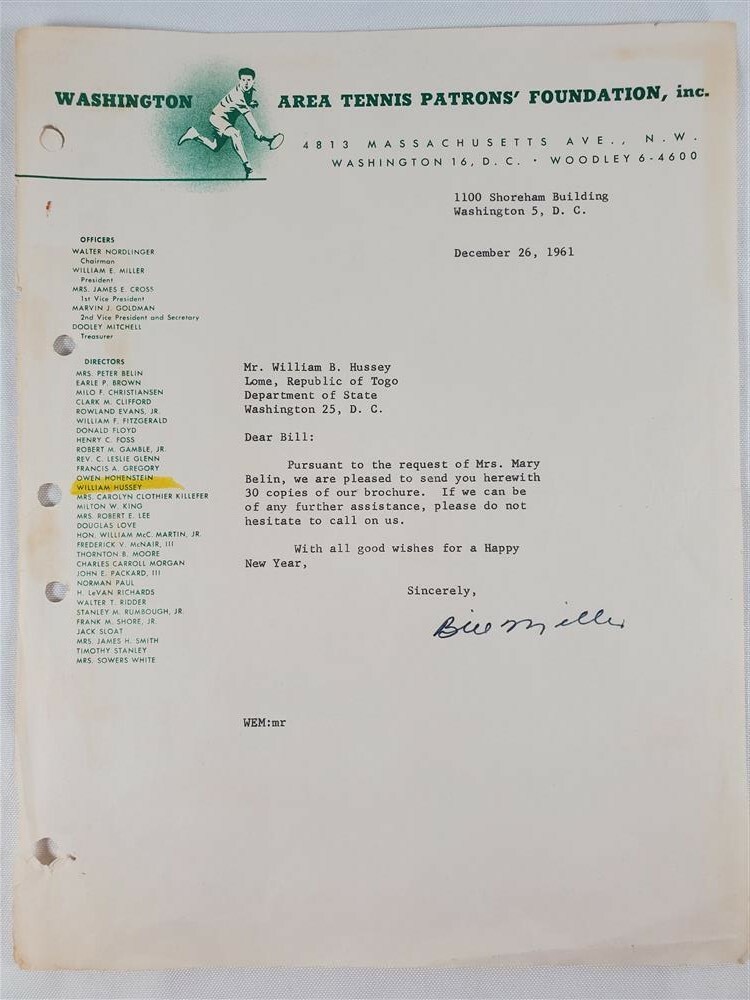 WASHINGTON AREA TENNIS PATRONS' FOUNDATION, inc.
4813 MASSACHUSETTS AVE., N.W.
WASHINGTON 16, D.C. • WOODLEY 6-4600
1100 Shoreham Building
Washington 5, D. C.
December 26, 1961
OFFICERS
WALTER NORDLINGER
Chairman
WILLIAM E. MILLER
President
MRS. JAMES E. CROSS
1st Vice President
MARVIN J. GOLDMAN
2nd Vice President and Secretary
DOOLEY MITCHELL
Treasurer
DIRECTORS
MRS. PETER BELIN
EARLE P. BROWN
MILO F. CHRISTIANSEN
CLARK M. CLIFFORD
ROWLAND EVANS, JR.
WILLIAM F. FITZGERALD
DONALD FLOYD
HENRY C. FOSS
ROBERT M. GAMBLE, JR.
REV. C. LESLIE GLENN
FRANCIS A. GREGORY
OWEN HOHENSTEIN
WILLIAM HUSSEY
MRS. CAROLYN CLOTHIER KILLEFER
MILTON W. KING
MRS. ROBERT E. LEE
DOUGLAS LOVE
HON. WILLIAM McC. MARTIN, JR.
FREDERICK V. McNAIR, III
THORNTON B. MOORE
CHARLES CARROLL MORGAN
JOHN E. PACKARD, III
NORMAN PAUL
H. LeVAN RICHARDS
WALTER T. RIDDER
STANLEY M. RUMBOUGH, JR.
FRANK M. SHORE, JR.
JACK SLOAT
MRS. JAMES H. SMITH
TIMOTHY STANLEY
MRS. SOWERS WHITE
Mr. William B. Hussey
Lome, Republic of Togo
Department of State
Washington 25, D. C.
Dear Bill:
Pursuant to the request of Mrs. Mary
Belin, we are pleased to send you herewith
30 copies of our brochure. If we can be
of any further assistance, please do not
hesitate to call on us.
With all good wishes for a Happy
New Year,
Sincerely,
Bill Miller
WEM:mr